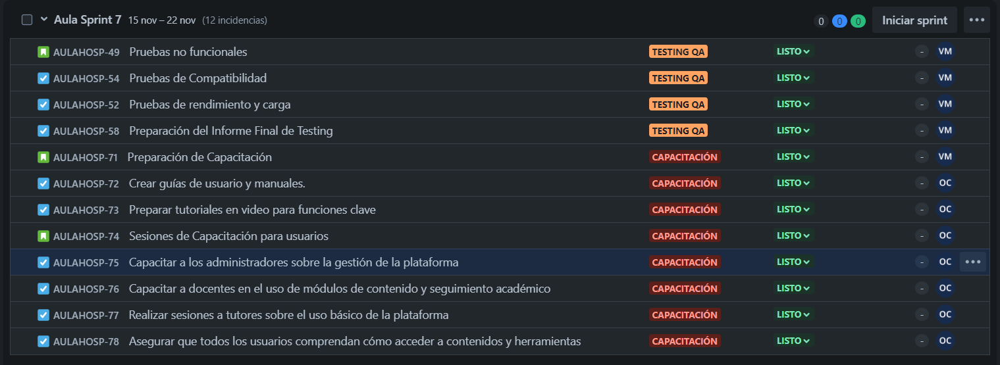 Aula Sprint 7 15 nov – 22 nov (12 incidencias) 0 0 0 Iniciar sprint
AULAHOSP-49 Pruebas no funcionales TESTING QA LISTO - VM
AULAHOSP-54 Pruebas de Compatibilidad TESTING QA LISTO - VM
AULAHOSP-52 Pruebas de rendimiento y carga TESTING QA LISTO - VM
AULAHOSP-58 Preparación del Informe Final de Testing TESTING QA LISTO - VM
AULAHOSP-71 Preparación de Capacitación CAPACITACIÓN LISTO - VM
AULAHOSP-72 Crear guías de usuario y manuales. CAPACITACIÓN LISTO - OC
AULAHOSP-73 Preparar tutoriales en video para funciones clave CAPACITACIÓN LISTO - OC
AULAHOSP-74 Sesiones de Capacitación para usuarios CAPACITACIÓN LISTO - OC
AULAHOSP-75 Capacitar a los administradores sobre la gestión de la plataforma CAPACITACIÓN LISTO - OC
AULAHOSP-76 Capacitar a docentes en el uso de módulos de contenido y seguimiento académico CAPACITACIÓN LISTO - OC
AULAHOSP-77 Realizar sesiones a tutores sobre el uso básico de la plataforma CAPACITACIÓN LISTO - OC
AULAHOSP-78 Asegurar que todos los usuarios comprendan cómo acceder a contenidos y herramientas CAPACITACIÓN LISTO - OC